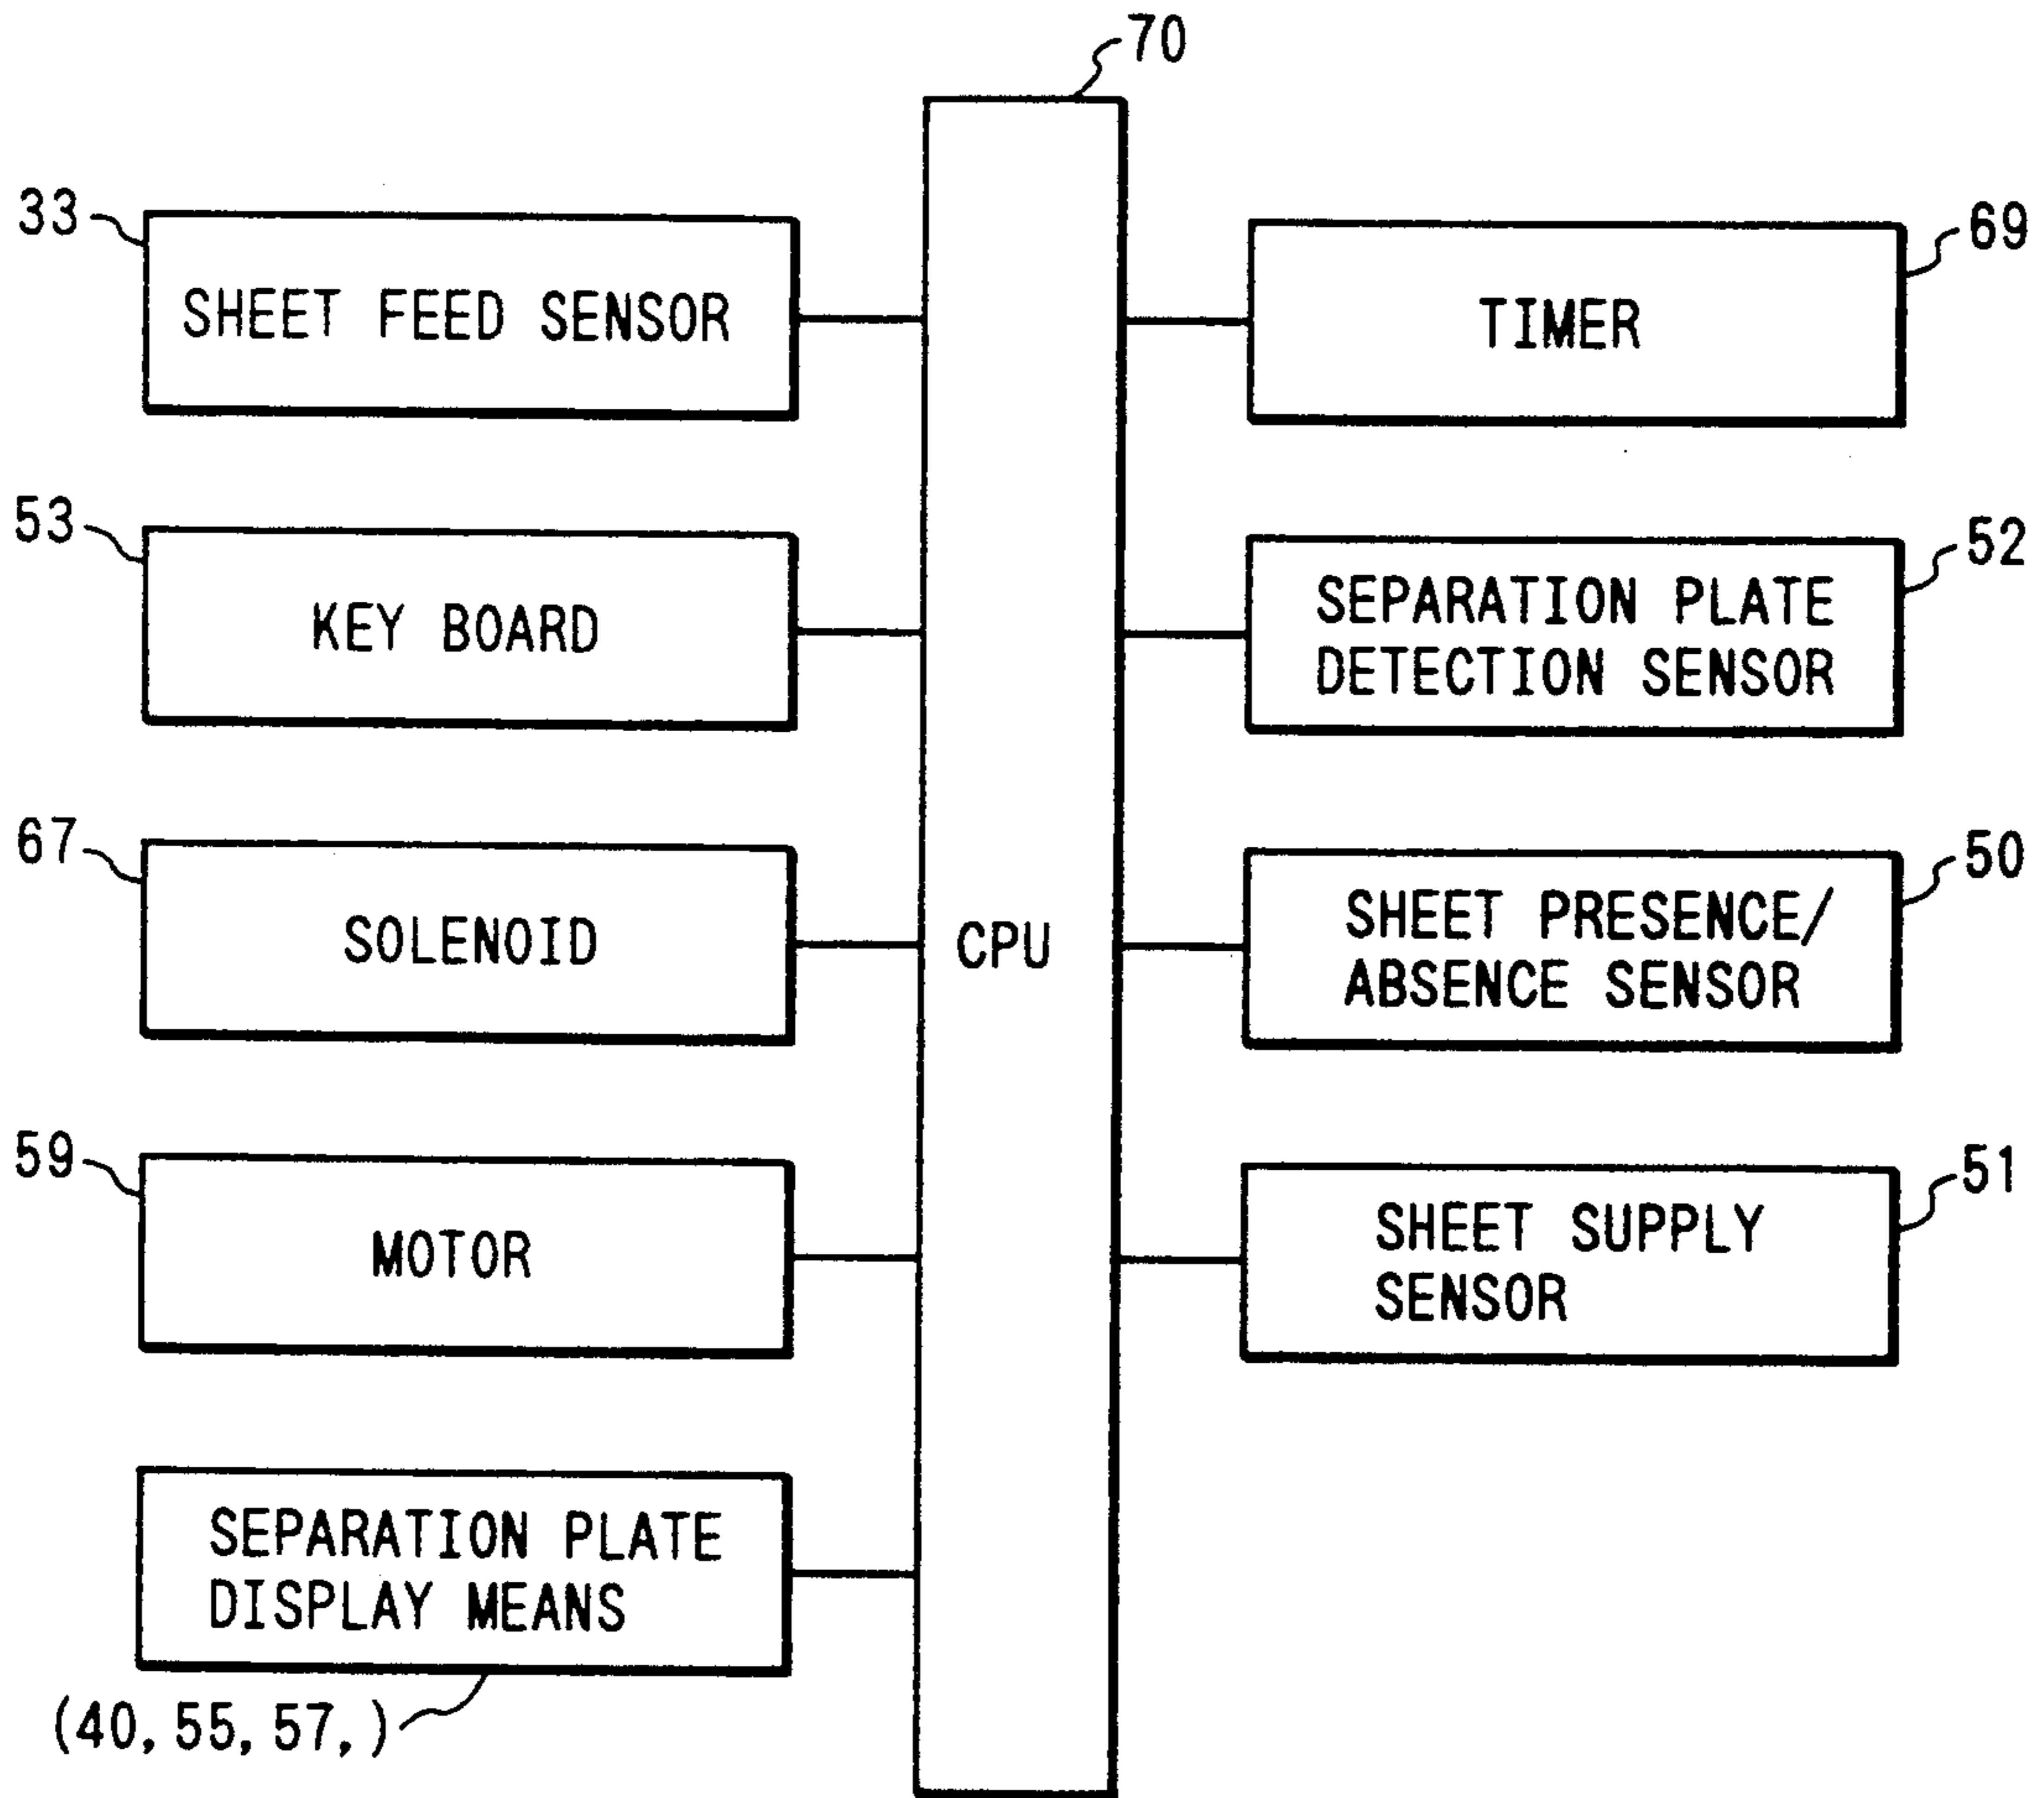 70
33
SHEET FEED SENSOR
69
TIMER
53
KEY BOARD
52
SEPARATION PLATE
DETECTION SENSOR
67
SOLENOID
CPU
50
SHEET PRESENCE/
ABSENCE SENSOR
59
MOTOR
51
SHEET SUPPLY
SENSOR
SEPARATION PLATE
DISPLAY MEANS
(40, 55, 57, )